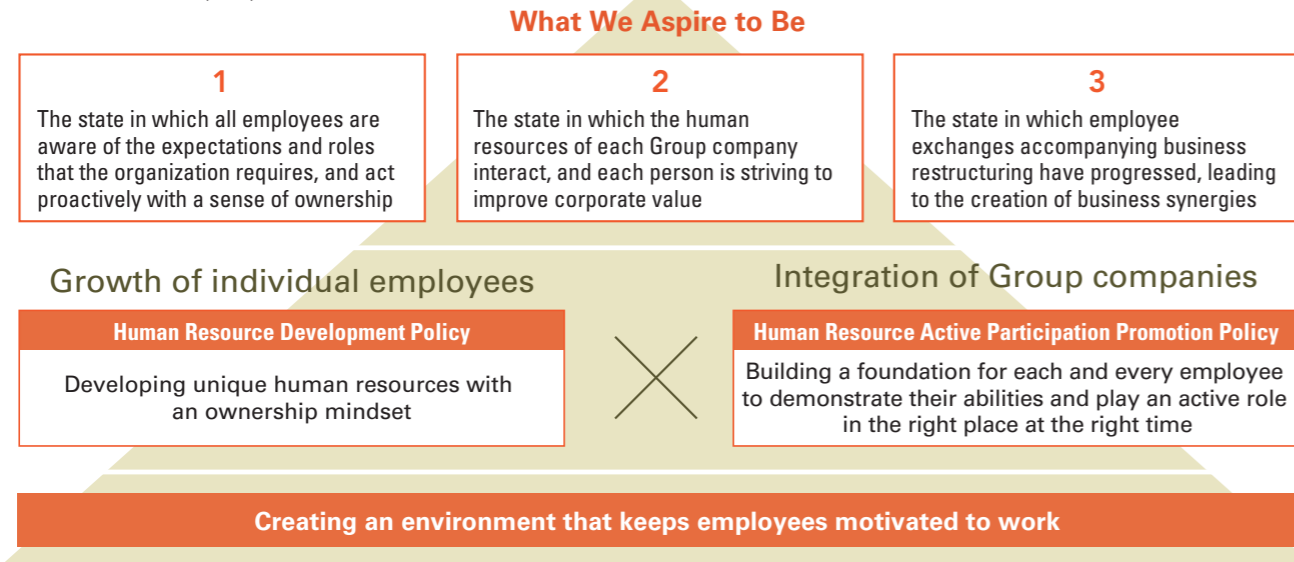 What We Aspire to Be
1
The state in which all employees are
aware of the expectations and roles
that the organization requires, and act
proactively with a sense of ownership
2
The state in which the human
resources of each Group company
interact, and each person is striving to
improve corporate value
3
The state in which employee
exchanges accompanying business
restructuring have progressed, leading
to the creation of business synergies
Growth of individual employees
Human Resource Development Policy
Developing unique human resources with
an ownership mindset
Integration of Group companies
Human Resource Active Participation Promotion Policy
Building a foundation for each and every employee
to demonstrate their abilities and play an active role
in the right place at the right time
Creating an environment that keeps employees motivated to work